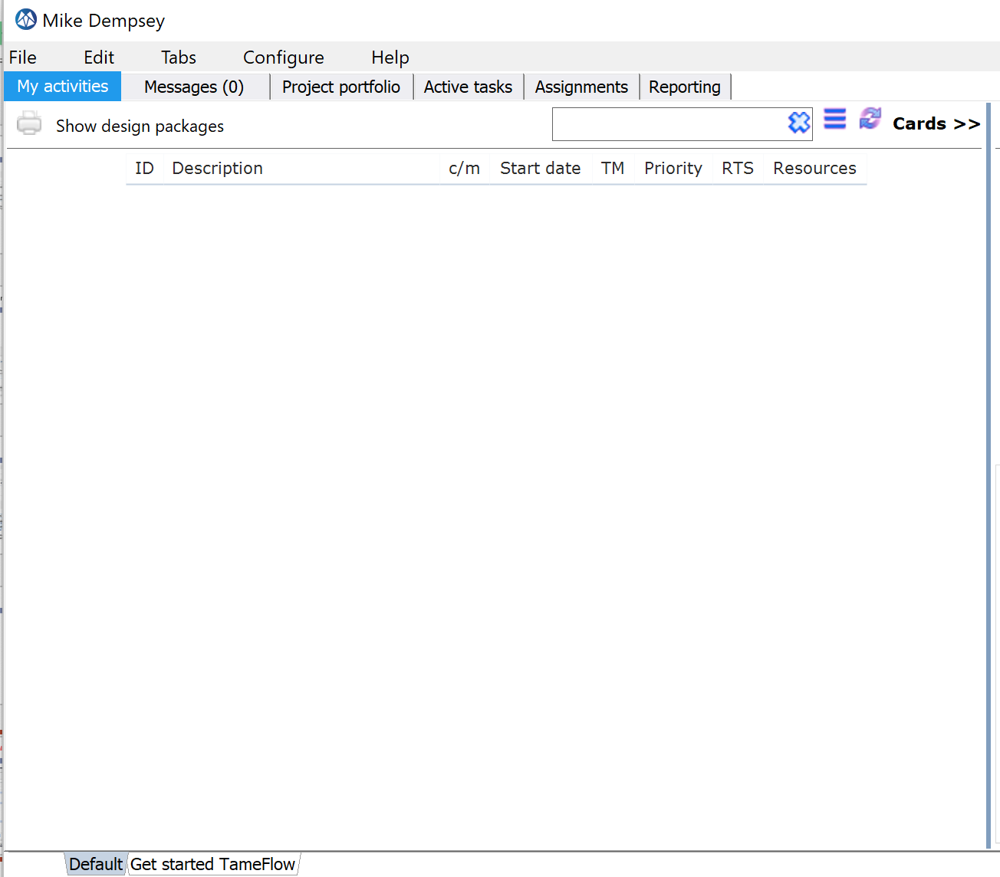 Mike Dempsey
File Edit Tabs Configure Help
My activities Messages (0) Project portfolio Active tasks Assignments Reporting
Show design packages Cards >>
ID Description c/m Start date TM Priority RTS Resources
Default Get started TameFlow